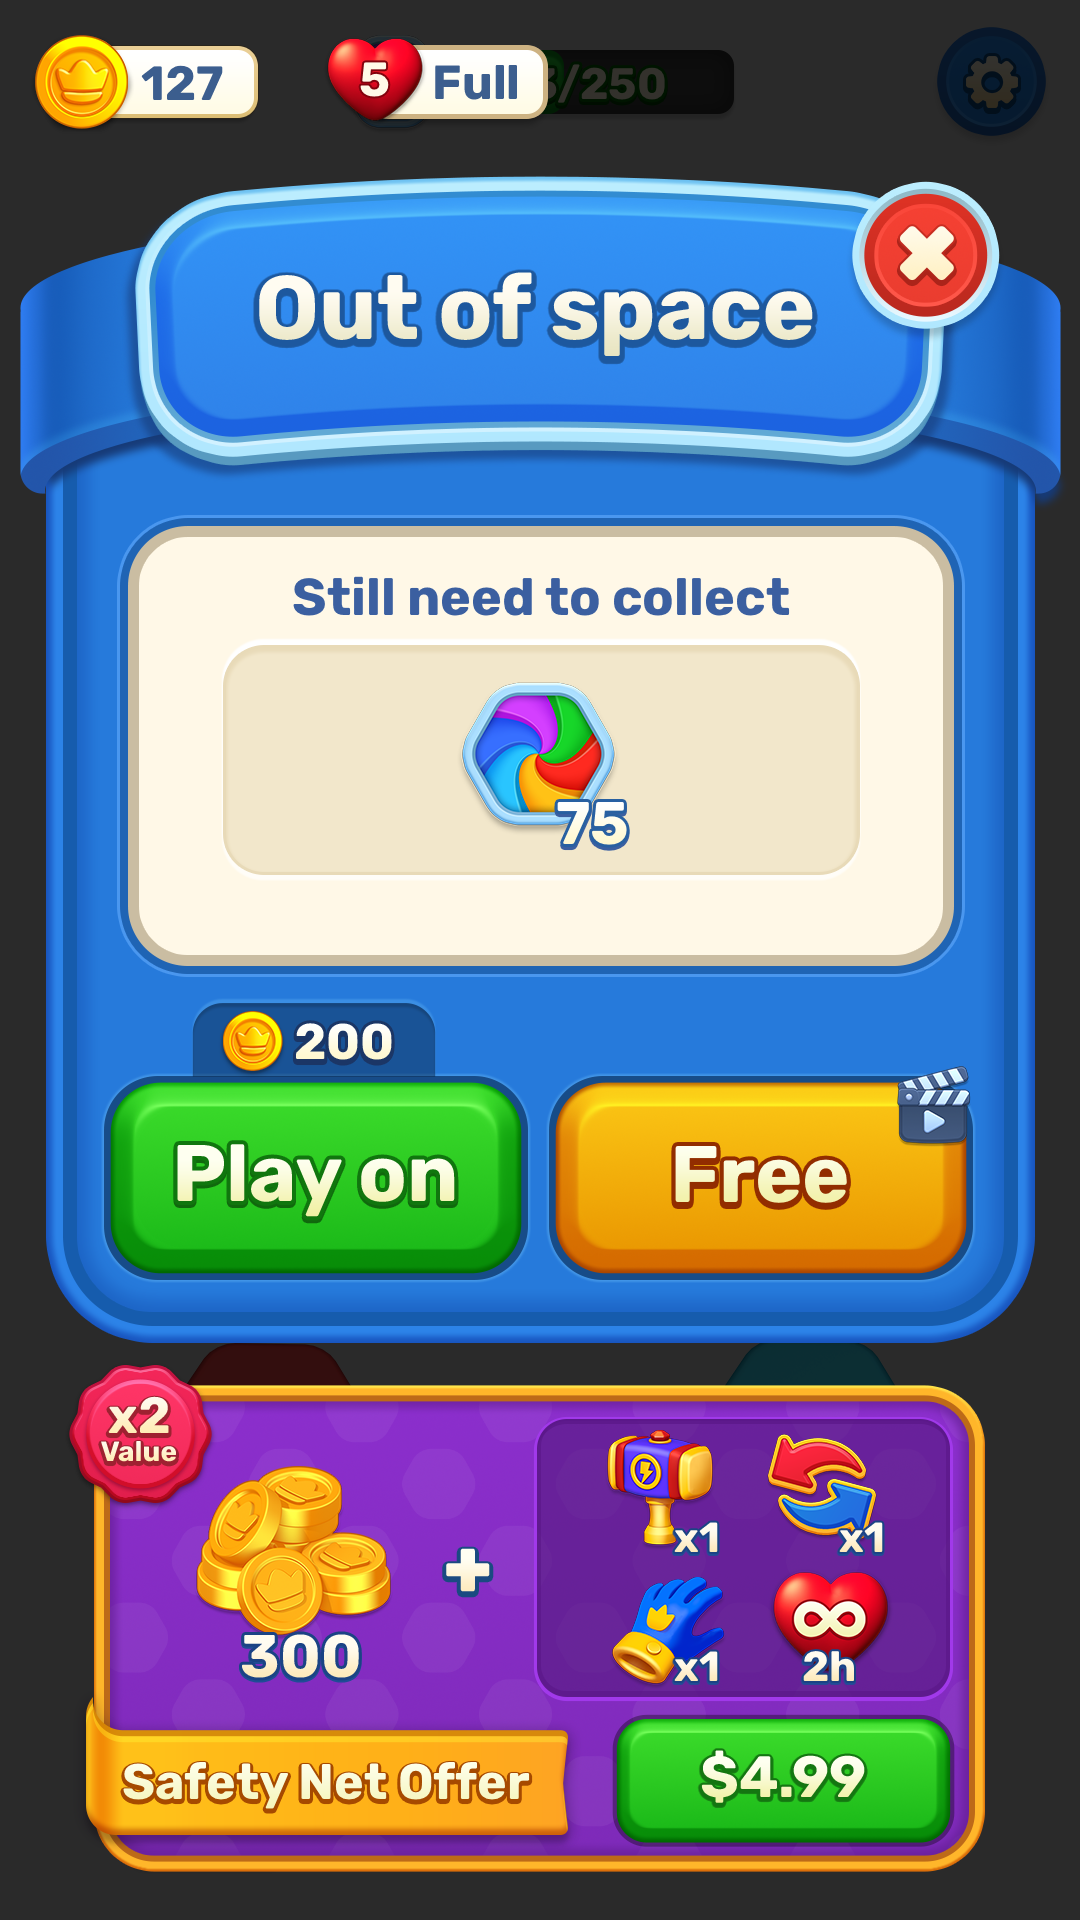 127
5
Full
5/250
Out of space
Still need to collect
75
200
Play on
Free
x2
Value
300
x1
x1
x1
2h
Safety Net Offer
$4.99